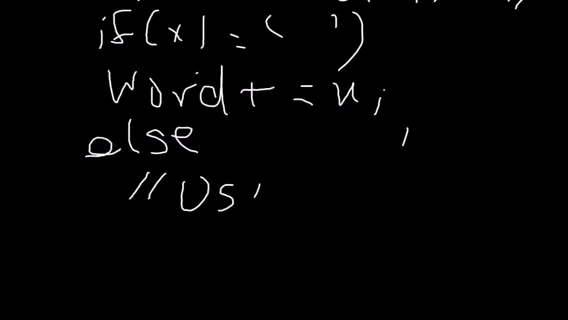 if(x) = ' ')
Word+=x;
else
//Us